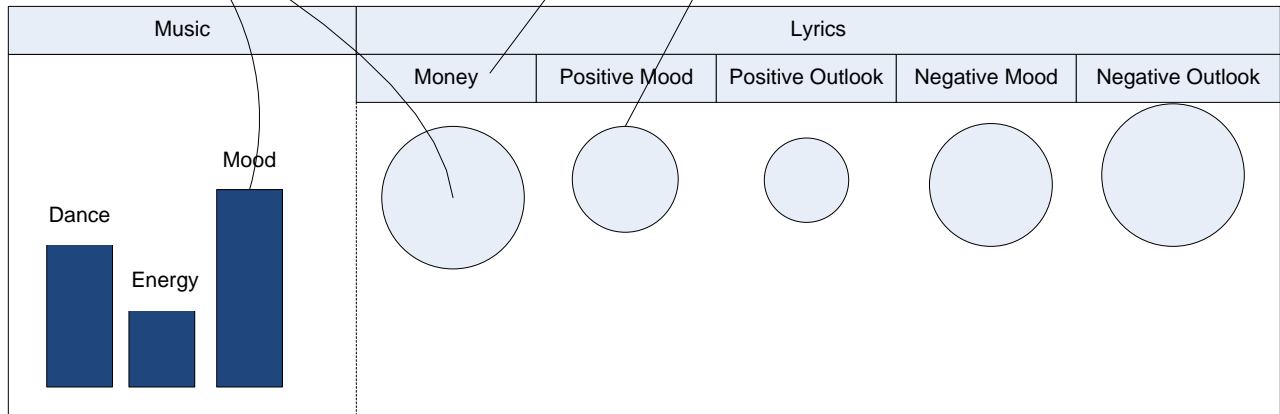 Music
Lyrics
Money
Positive Mood
Positive Outlook
Negative Mood
Negative Outlook
Mood
Dance
Energy